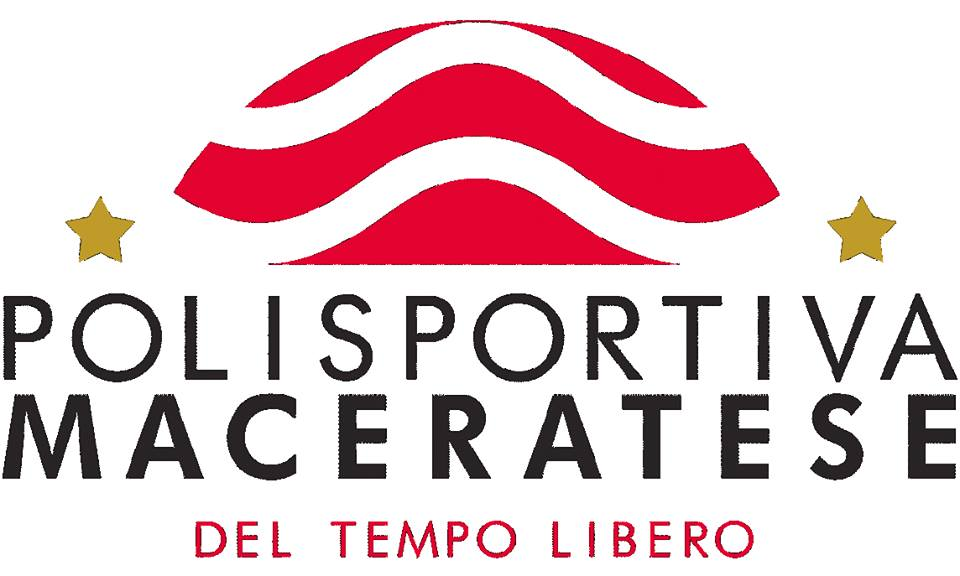 POLISPORTIVA
MACERATESE
DEL TEMPO LIBERO